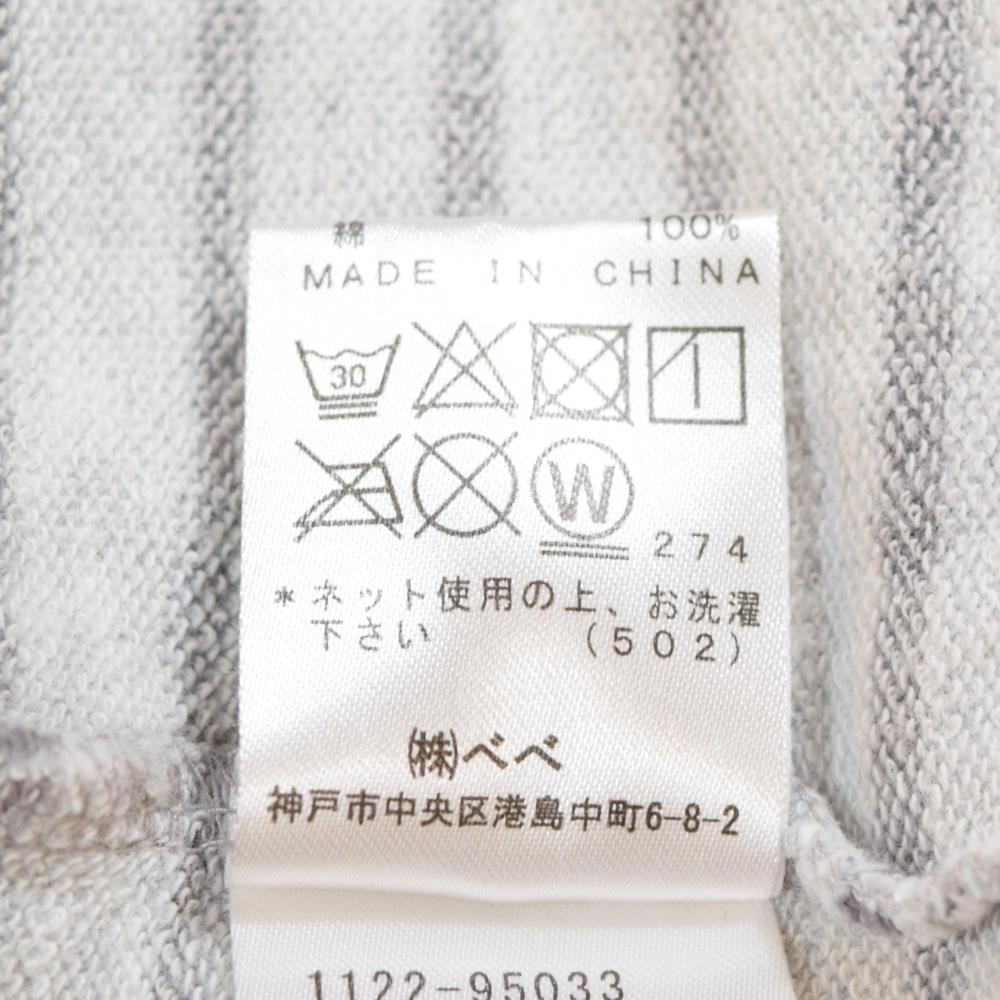 綿 100%
MADE IN CHINA
30
W 274
*ネット使用の上、お洗濯
下さい (502)
㈱べべ
神戸市中央区港島中町6-8-2
1122-95033